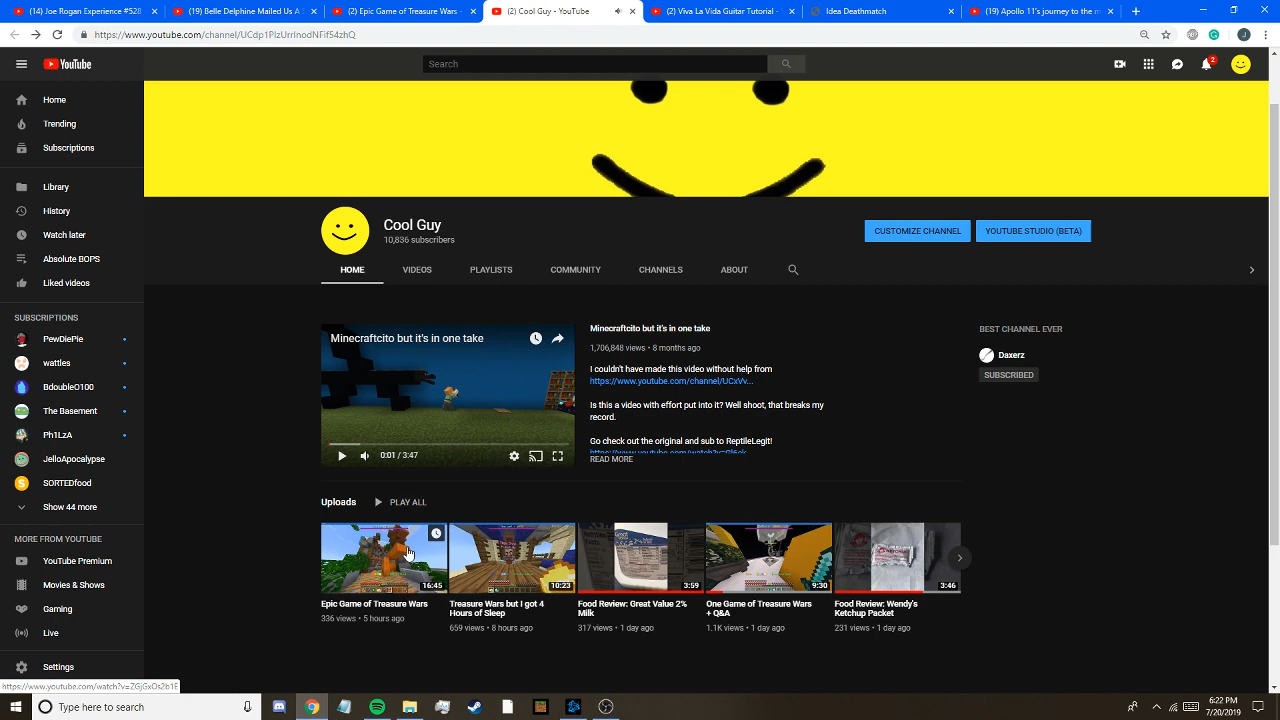 (14) Joe Rogan Experience #528
(19) Belle Delphine Mailed Us A S
(2) Epic Game of Treasure Wars -
(2) Cool Guy - YouTube
(2) Viva La Vida Guitar Tutorial -
Idea Deathmatch
(19) Apollo 11's journey to the m
YouTube
Search
2
Home
Trending
Subscriptions
Library
History
Watch later
Absolute BOPS
Liked videos
SUBSCRIPTIONS
PewDiePie
wattles
BdoubleO100
The Basement
Ph1LzA
JelloApocalypse
SORTEDfood
Show 44 more
MORE FROM YOUTUBE
YouTube Premium
Movies & Shows
Gaming
Live
Settings
Cool Guy
10,836 subscribers
CUSTOMIZE CHANNEL
YOUTUBE STUDIO (BETA)
HOME
VIDEOS
PLAYLISTS
COMMUNITY
CHANNELS
ABOUT
Minecraftcito but it's in one take
0:01 / 3:47
Minecraftcito but it's in one take
1,706,848 views • 8 months ago
I couldn't have made this video without help from
https://www.youtube.com/channel/UCxVv...
Is this a video with effort put into it? Well shoot, that breaks my
record.
Go check out the original and sub to ReptileLegit!
READ MORE
BEST CHANNEL EVER
Daxerz
SUBSCRIBED
Uploads
PLAY ALL
16:45
Epic Game of Treasure Wars
336 views • 5 hours ago
10:23
Treasure Wars but I got 4
Hours of Sleep
659 views • 8 hours ago
3:59
Food Review: Great Value 2%
Milk
317 views • 1 day ago
9:30
One Game of Treasure Wars
+ Q&A
1.1K views • 1 day ago
3:46
Food Review: Wendy's
Ketchup Packet
231 views • 1 day ago
Type here to search
6:22 PM
7/20/2019